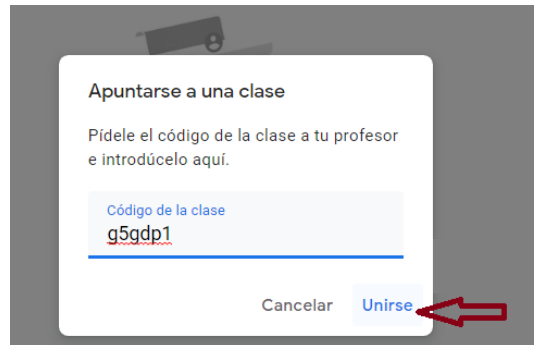 Apuntarse a una clase
Pídele el código de la clase a tu profesor
e introdúcelo aquí.
Código de la clase
g5gdp1
Cancelar Unirse